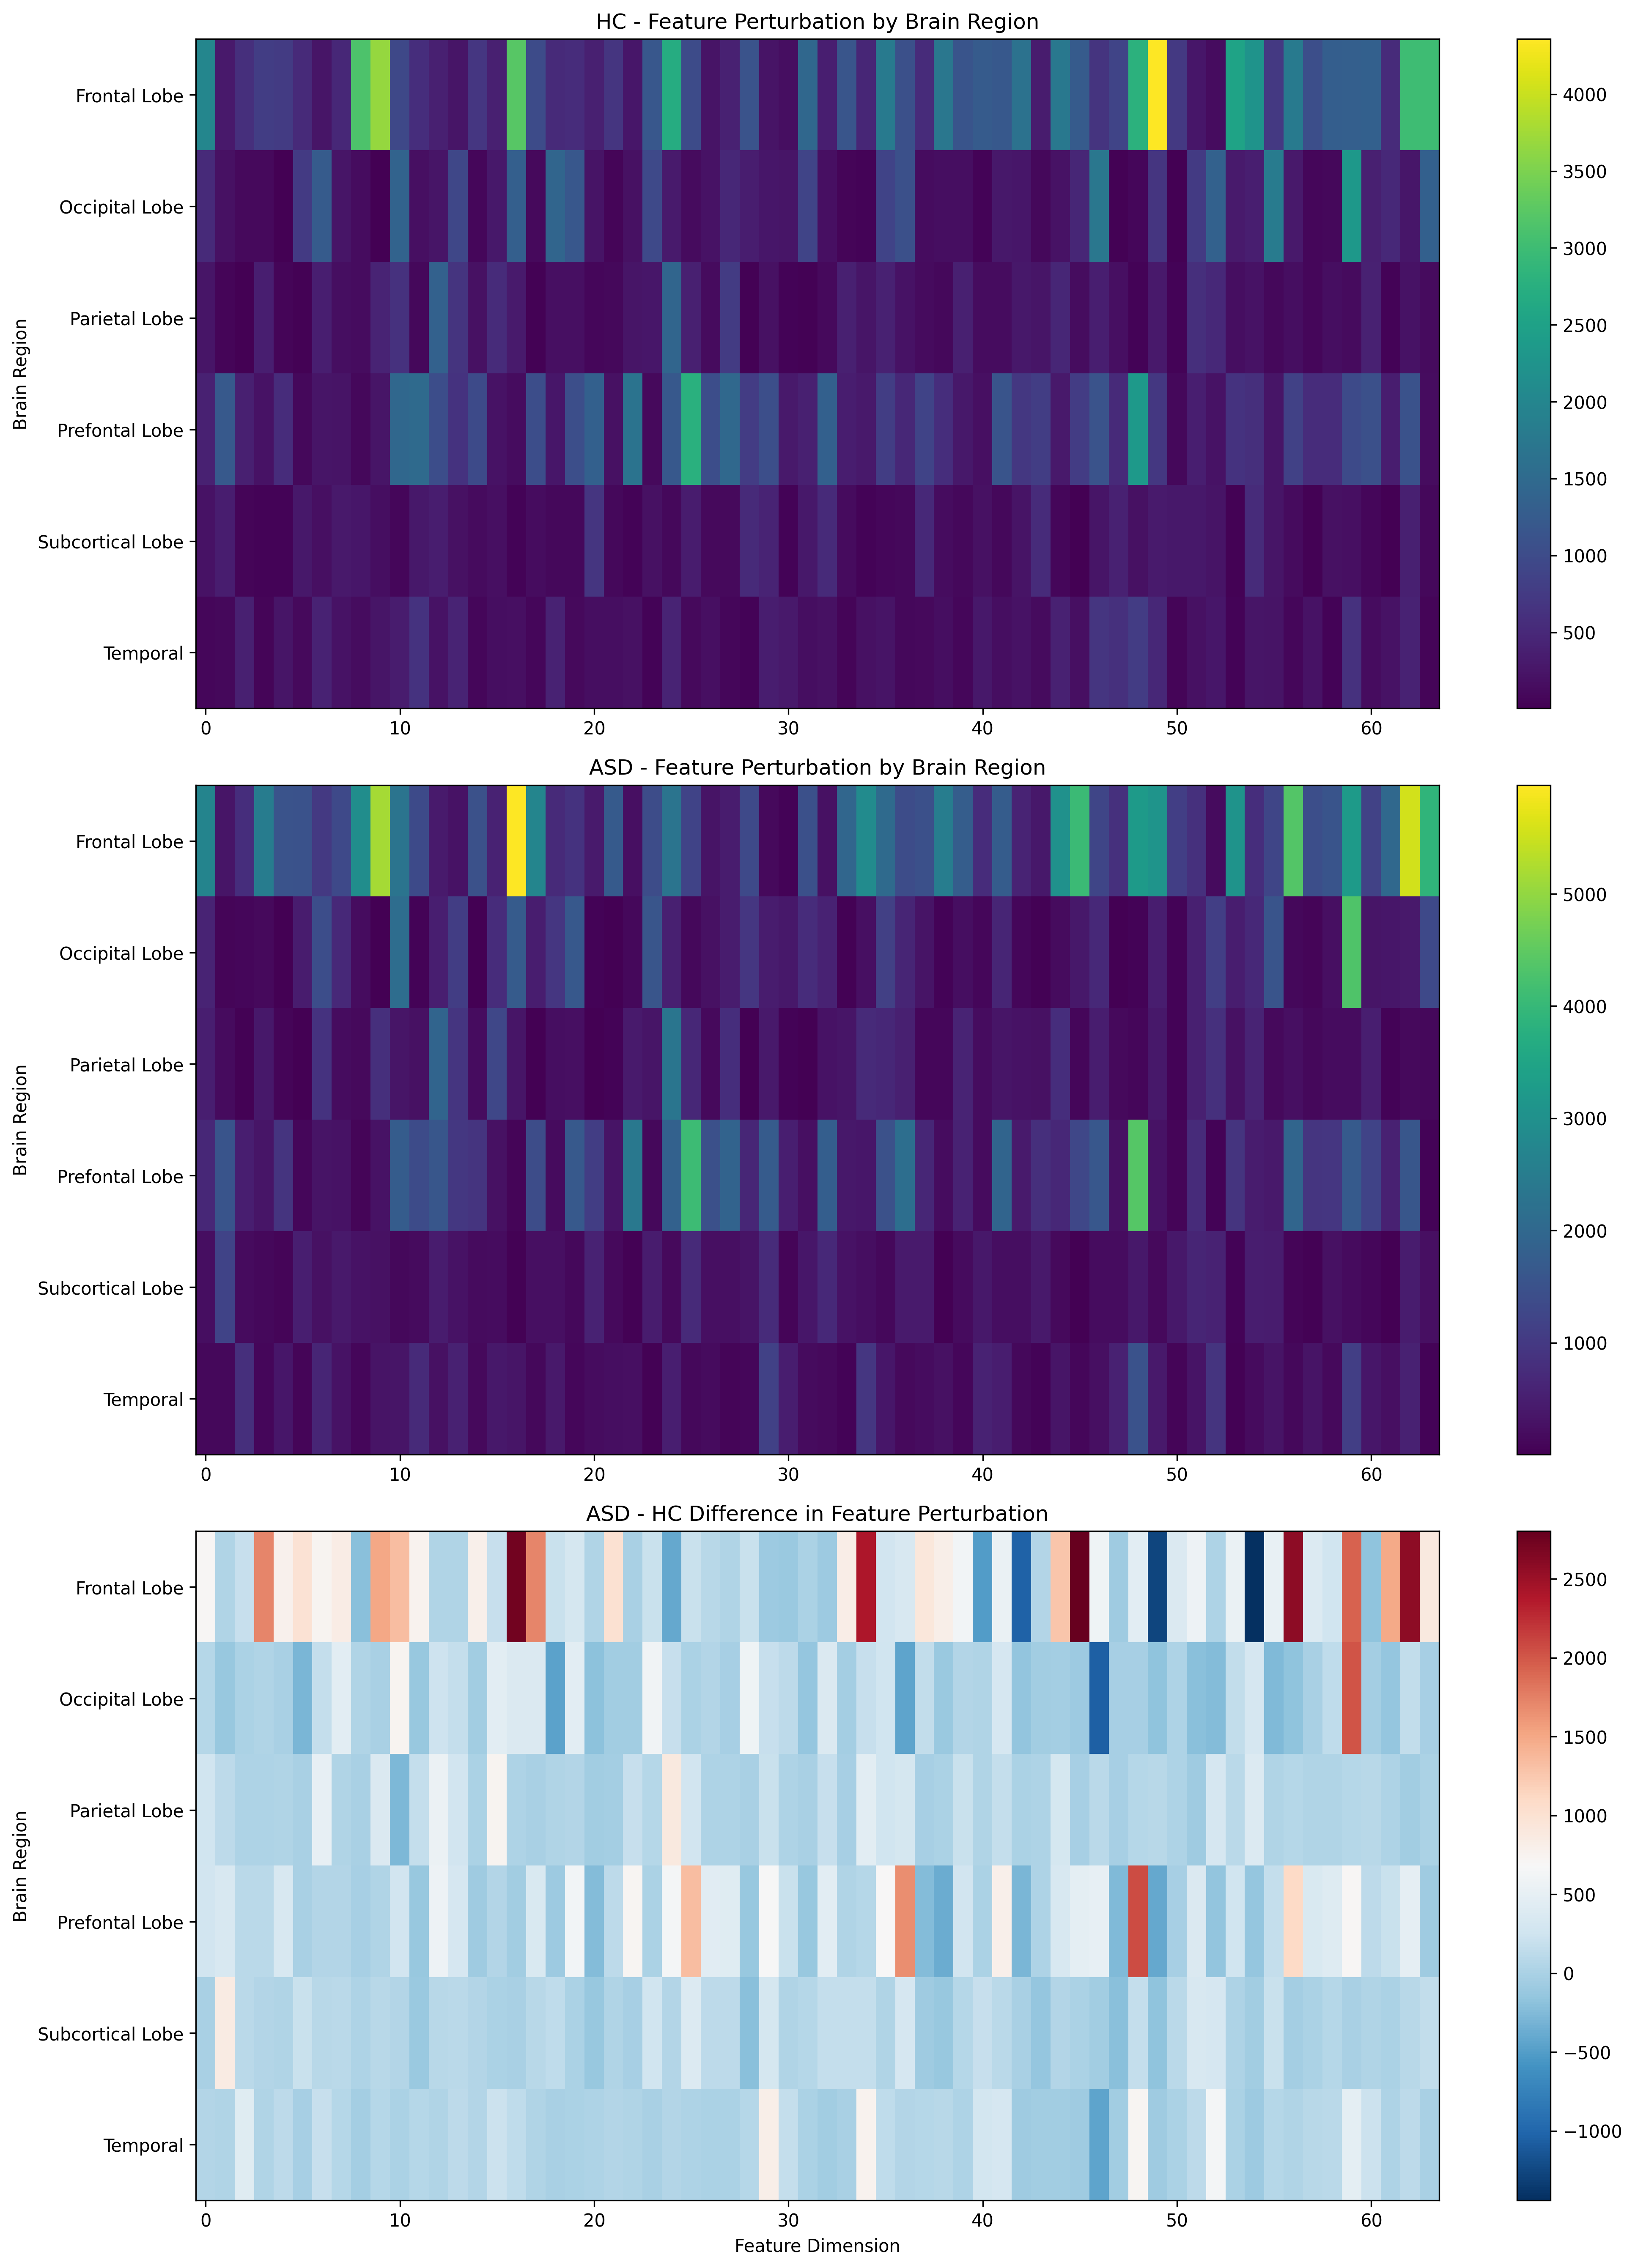 HC - Feature Perturbation by Brain Region
Brain Region
Frontal Lobe
Occipital Lobe
Parietal Lobe
Prefontal Lobe
Subcortical Lobe
Temporal
0 10 20 30 40 50 60
4000
3500
3000
2500
2000
1500
1000
500
ASD - Feature Perturbation by Brain Region
Brain Region
Frontal Lobe
Occipital Lobe
Parietal Lobe
Prefontal Lobe
Subcortical Lobe
Temporal
0 10 20 30 40 50 60
5000
4000
3000
2000
1000
ASD - HC Difference in Feature Perturbation
Brain Region
Frontal Lobe
Occipital Lobe
Parietal Lobe
Prefontal Lobe
Subcortical Lobe
Temporal
0 10 20 30 40 50 60
Feature Dimension
2500
2000
1500
1000
500
0
−500
−1000